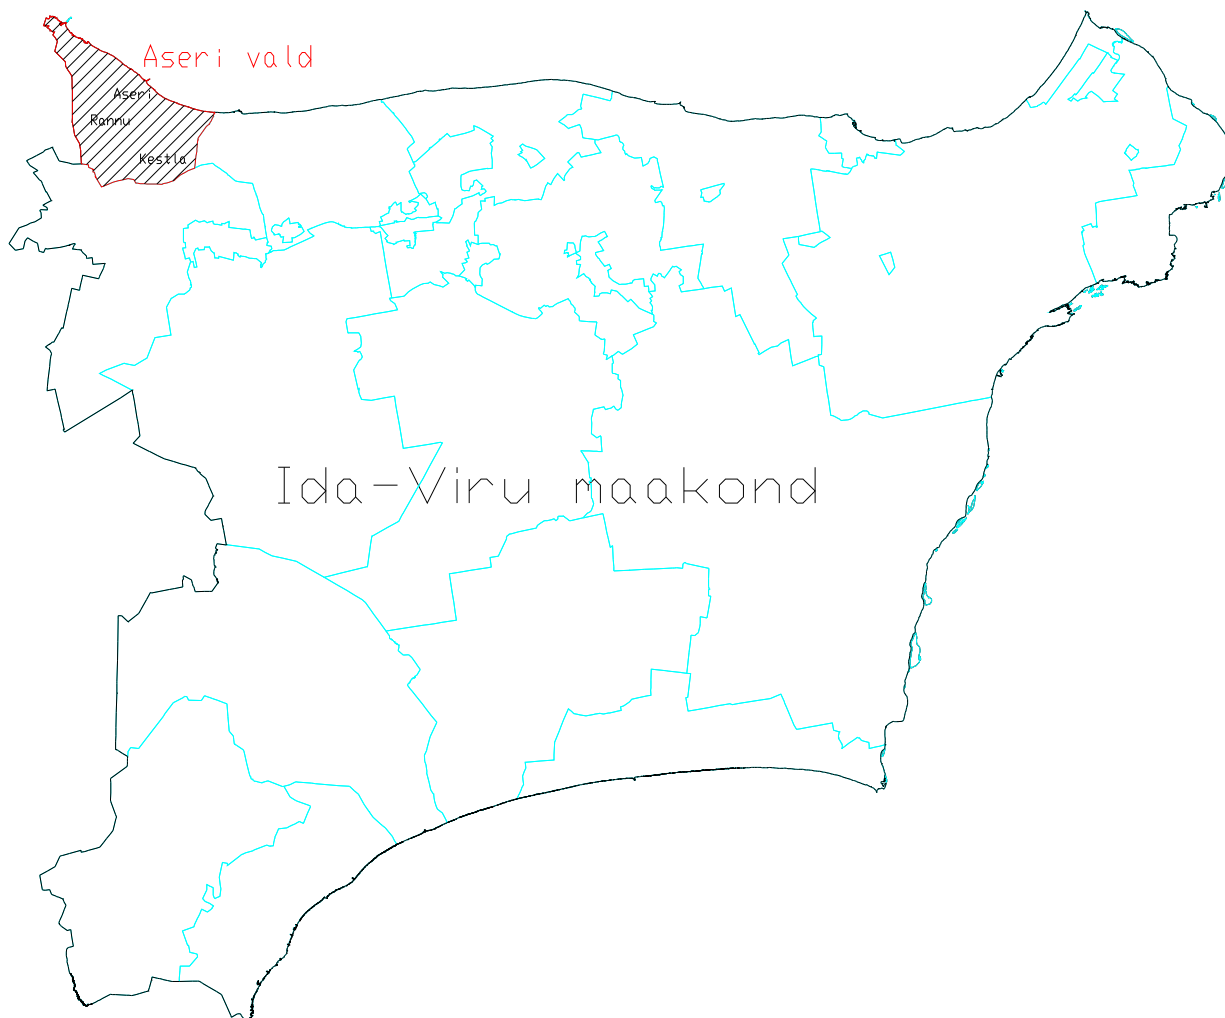 Aseri vald
Aseri
Rannu
Kestla
Ida-Viru maakond